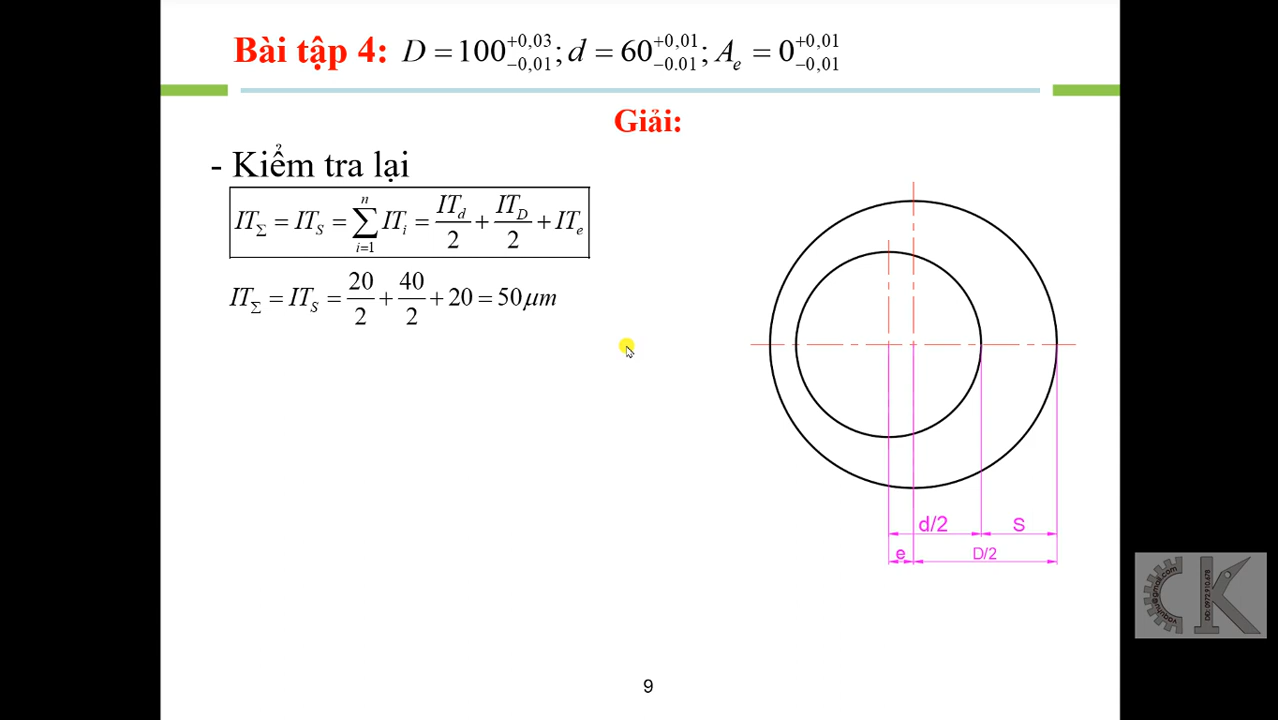 Bài tập 4: D = 100 +0,03 −0,01 ; d = 60 +0,01 −0.01 ; Ae = 0 +0,01 −0,01
Giải:
- Kiểm tra lại
IT_Σ = IT_S = ∑_{i=1}^{n} IT_i = IT_d/2 + IT_D/2 + IT_e
IT_Σ = IT_S = 20/2 + 40/2 + 20 = 50μm
d/2 S
e D/2
9